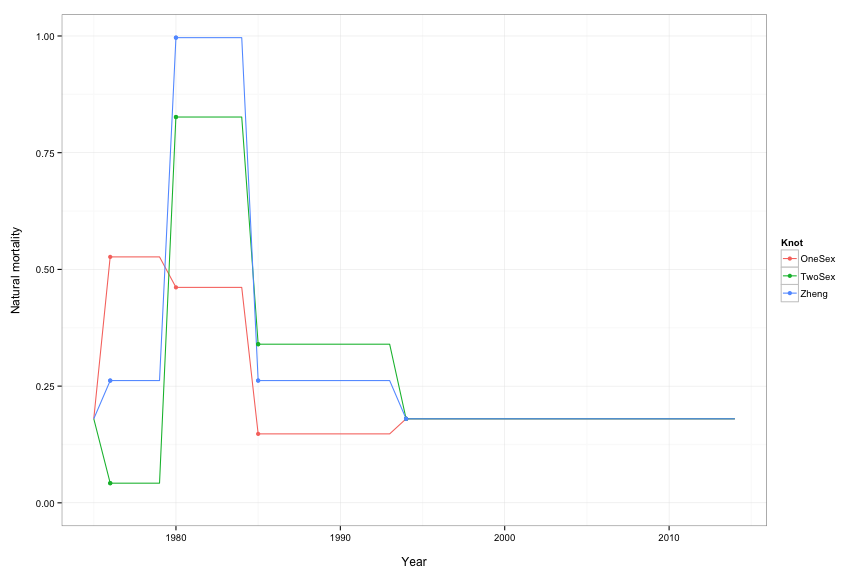 1.00
0.75
0.50
0.25
0.00
Natural mortality
1980 1990 2000 2010
Year
Knot
OneSex
TwoSex
Zheng